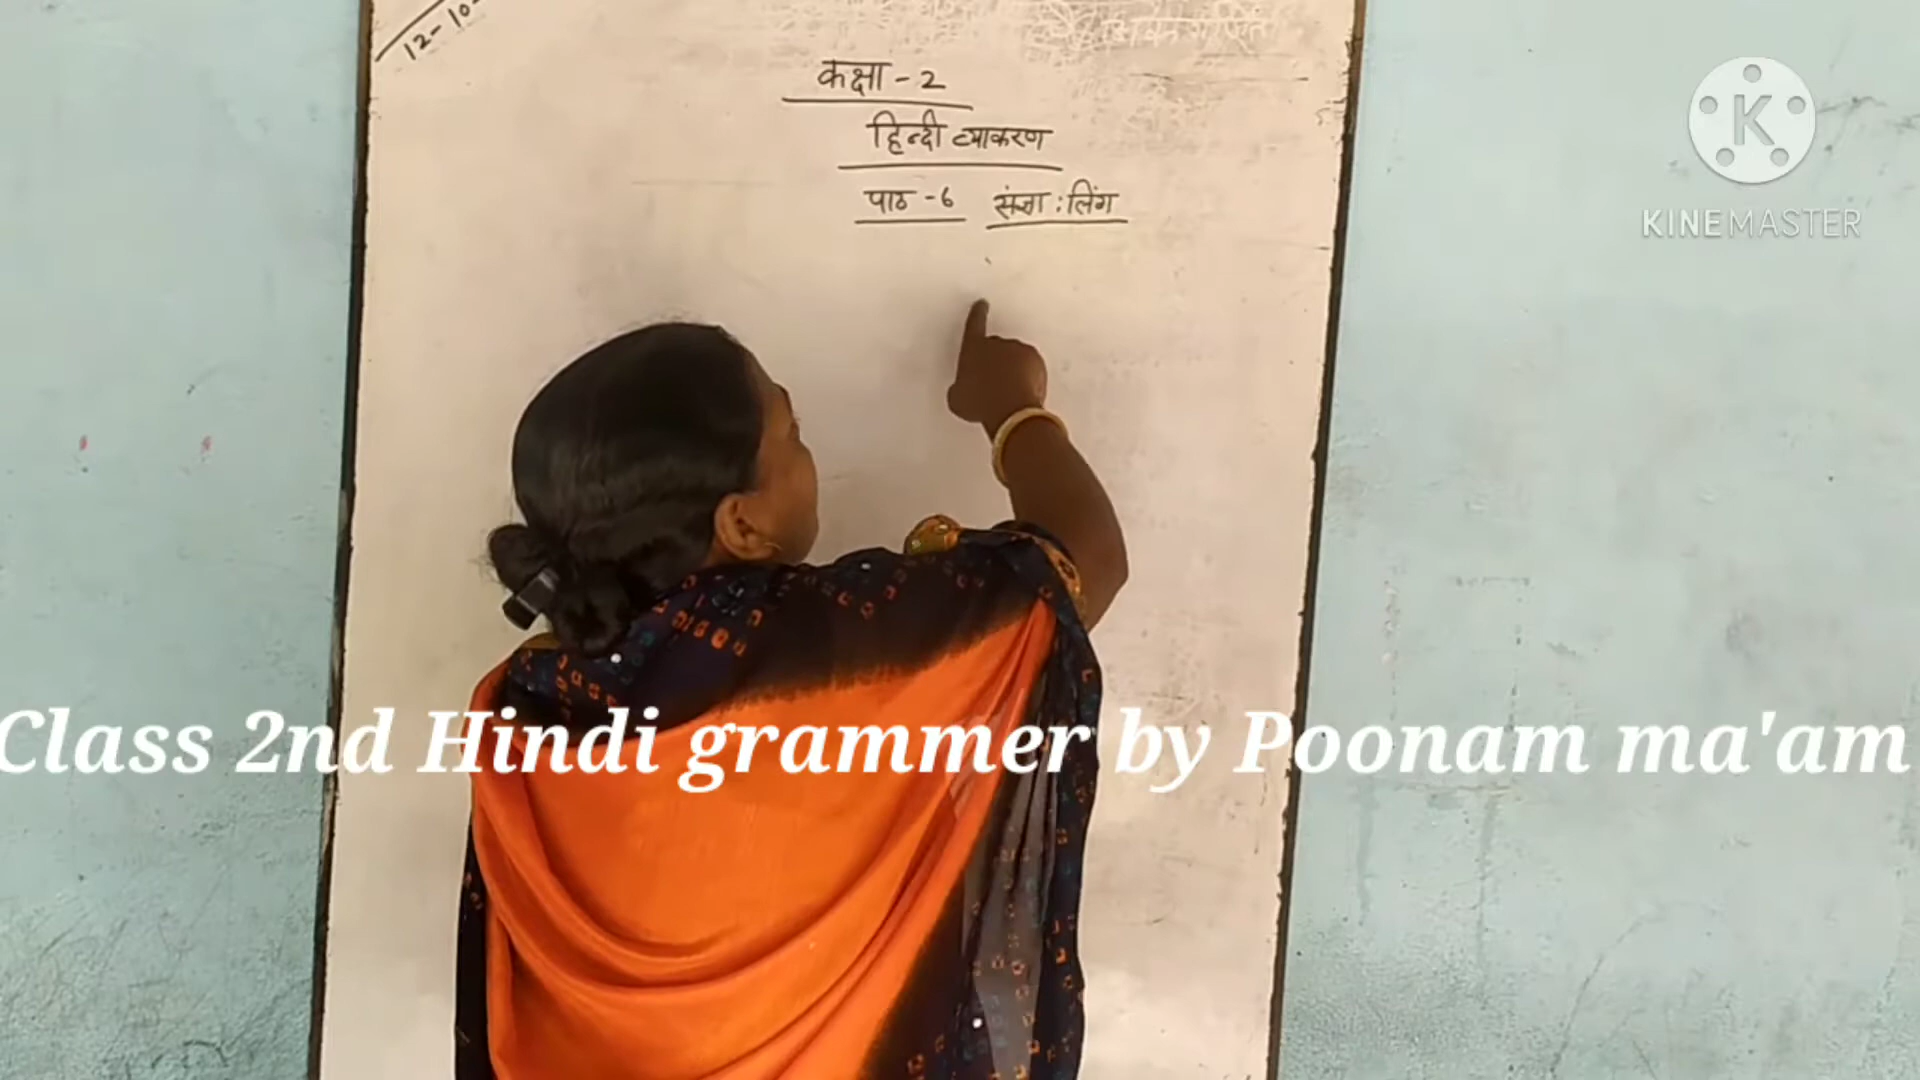 12-10-
कक्षा - 2
हिन्दी व्याकरण
पाठ - 6 संज्ञा : लिंग
K
KINEMASTER
Class 2nd Hindi grammer by Poonam ma'am